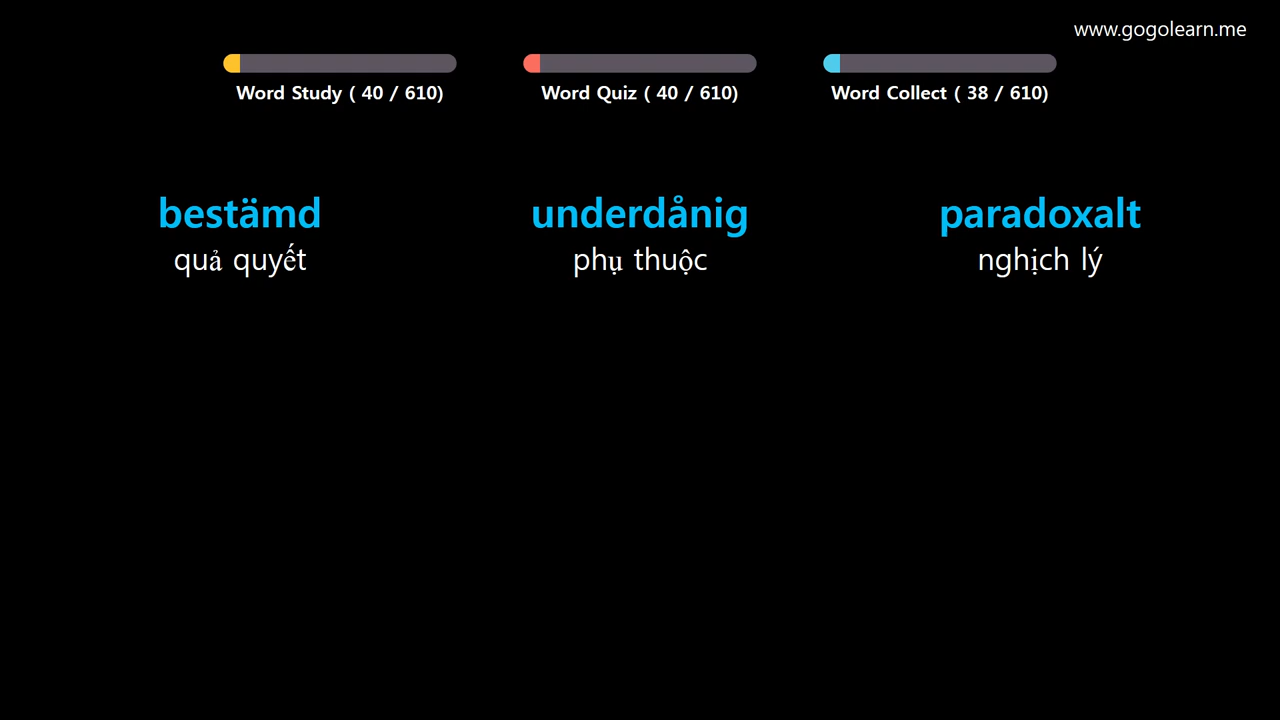 www.gogolearn.me
Word Study ( 40 / 610)
Word Quiz ( 40 / 610)
Word Collect ( 38 / 610)
bestämd
quả quyết
underdånig
phụ thuộc
paradoxalt
nghịch lý